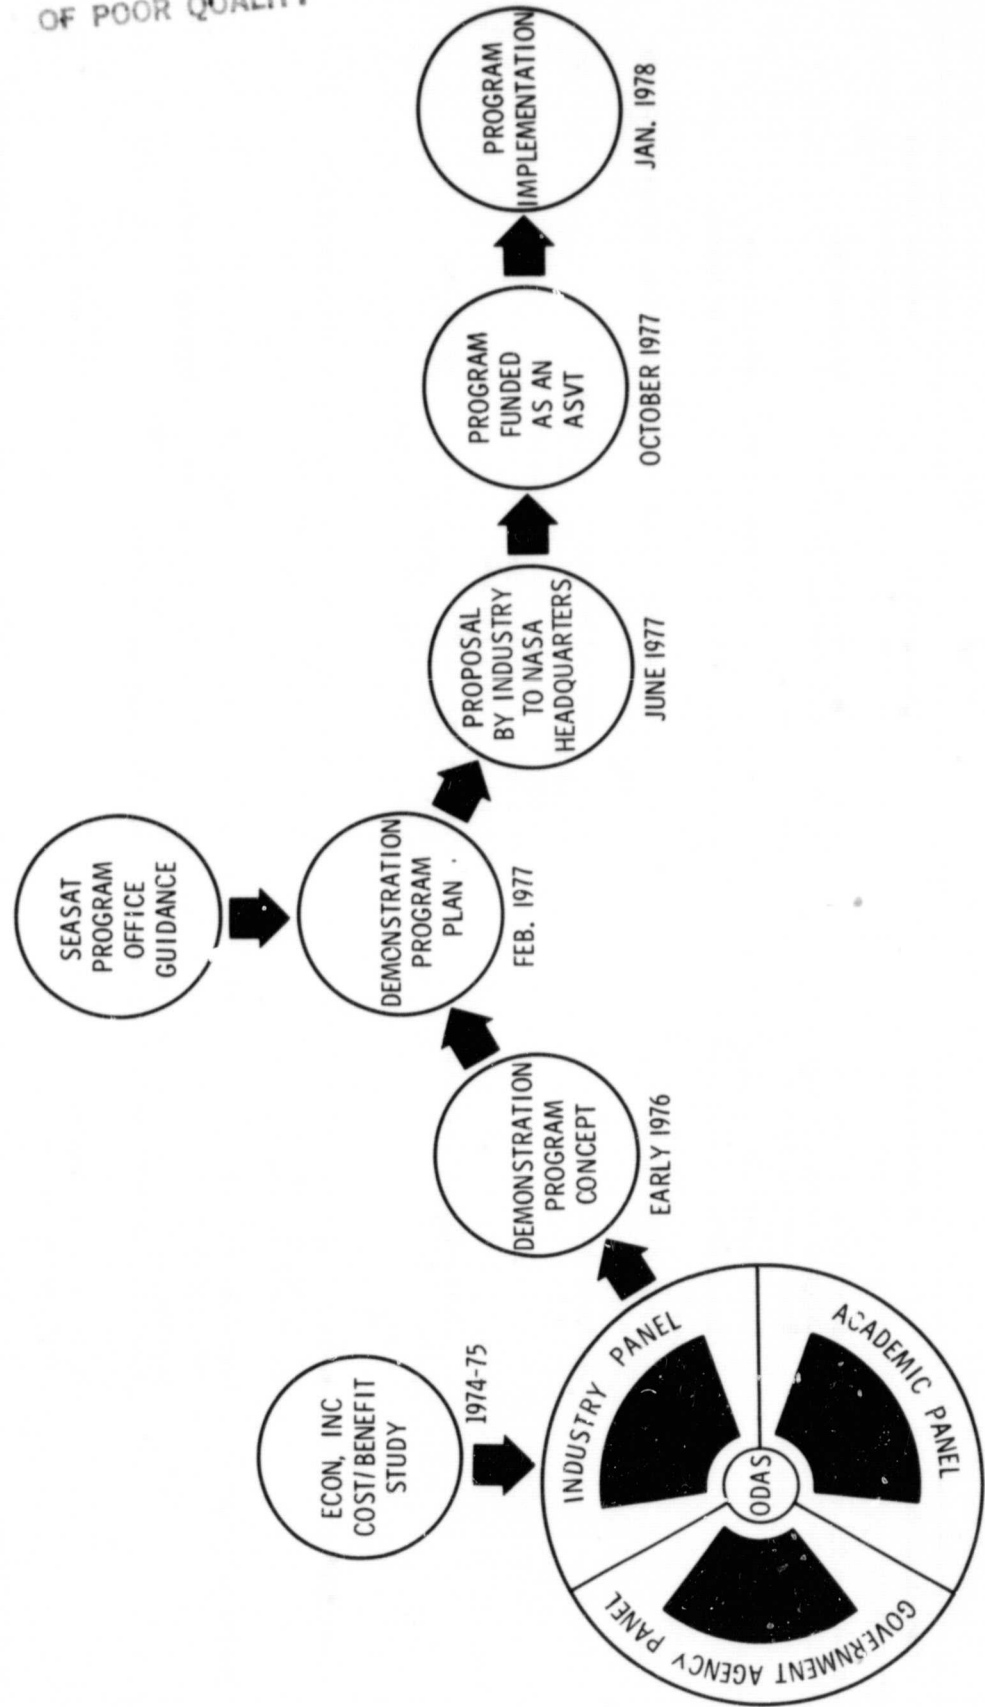 OF POOR QUALITY
ECON, INC
COST/BENEFIT
STUDY
1974-75
INDUSTRY PANEL
ACADEMIC PANEL
GOVERNMENT AGENCY PANEL
ODAS
DEMONSTRATION
PROGRAM
CONCEPT
EARLY 1976
SEASAT
PROGRAM
OFFICE
GUIDANCE
DEMONSTRATION
PROGRAM
PLAN
FEB. 1977
PROPOSAL
BY INDUSTRY
TO NASA
HEADQUARTERS
JUNE 1977
PROGRAM
FUNDED
AS AN
ASVT
OCTOBER 1977
PROGRAM
IMPLEMENTATION
JAN. 1978